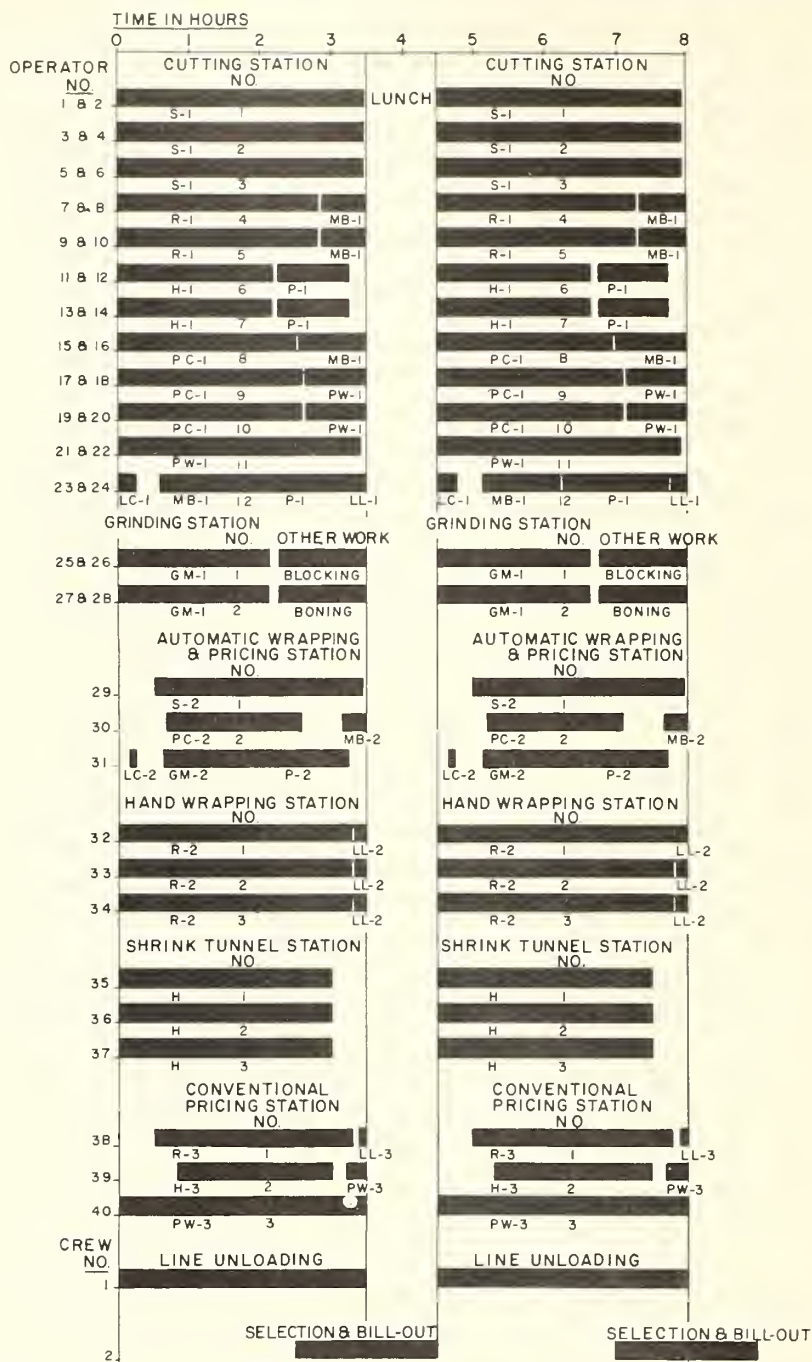 TIME IN HOURS
0 1 2 3 4 5 6 7 8
OPERATOR NO. CUTTING STATION NO. CUTTING STATION NO
1 & 2 LUNCH
S-1 1 S-1 1
3 & 4
S-1 2 S-1 2
5 & 6
S-1 3 S-1 3
7 & 8
R-1 4 MB-1 R-1 4 MB-1
9 & 10
R-1 5 MB-1 R-1 5 MB-1
11 & 12
H-1 6 P-1 H-1 6 P-1
13 & 14
H-1 7 P-1 H-1 7 P-1
15 & 16
PC-1 8 MB-1 PC-1 8 MB-1
17 & 18
PC-1 9 PW-1 PC-1 9 PW-1
19 & 20
PC-1 10 PW-1 PC-1 10 PW-1
21 & 22
PW-1 11 PW-1 11
23 & 24
LC-1 MB-1 12 P-1 LL-1 LC-1 MB-1 12 P-1 LL-1
GRINDING STATION NO. OTHER WORK GRINDING STATION NO. OTHER WORK
25 & 26
GM-1 1 BLOCKING GM-1 1 BLOCKING
27 & 28
GM-1 2 BONING GM-1 2 BONING
AUTOMATIC WRAPPING AUTOMATIC WRAPPING
& PRICING STATION & PRICING STATION
NO. NO.
29
S-2 1 S-2 1
30
PC-2 2 MB-2 PC-2 2 MB-2
31
LC-2 GM-2 P-2 LC-2 GM-2 P-2
HAND WRAPPING STATION HAND WRAPPING STATION
NO. NO.
32
R-2 1 LL-2 R-2 1 LL-2
33
R-2 2 LL-2 R-2 2 LL-2
34
R-2 3 LL-2 R-2 3 LL-2
SHRINK TUNNEL STATION SHRINK TUNNEL STATION
NO NO.
35
H 1 H 1
36
H 2 H 2
37
H 3 H 3
CONVENTIONAL CONVENTIONAL
PRICING STATION PRICING STATION
NO. NO
38
R-3 1 LL-3 R-3 1 LL-3
39
H-3 2 PW-3 H-3 2 PW-3
40
PW-3 3 PW-3 3
CREW
NO. LINE UNLOADING LINE UNLOADING
1
SELECTION & BILL-OUT SELECTION & BILL-OUT
2